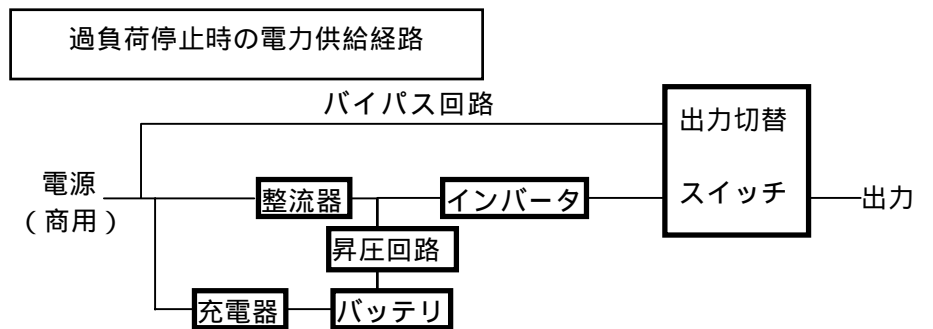 過負荷停止時の電力供給経路
バイパス回路
出力切替
スイッチ
電源
(商用)
整流器
インバータ
出力
昇圧回路
充電器
バッテリ